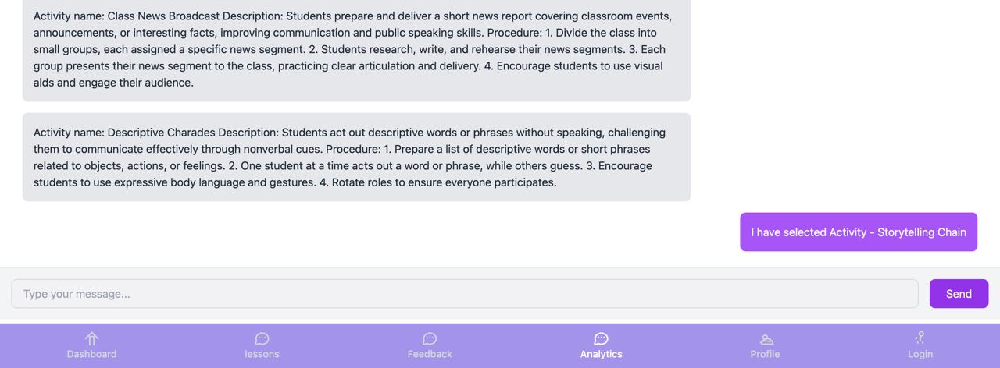 Activity name: Class News Broadcast Description: Students prepare and deliver a short news report covering classroom events,
announcements, or interesting facts, improving communication and public speaking skills. Procedure: 1. Divide the class into
small groups, each assigned a specific news segment. 2. Students research, write, and rehearse their news segments. 3. Each
group presents their news segment to the class, practicing clear articulation and delivery. 4. Encourage students to use visual
aids and engage their audience.
Activity name: Descriptive Charades Description: Students act out descriptive words or phrases without speaking, challenging
them to communicate effectively through nonverbal cues. Procedure: 1. Prepare a list of descriptive words or short phrases
related to objects, actions, or feelings. 2. One student at a time acts out a word or phrase, while others guess. 3. Encourage
students to use expressive body language and gestures. 4. Rotate roles to ensure everyone participates.
I have selected Activity - Storytelling Chain
Type your message...
Send
Dashboard
lessons
Feedback
Analytics
Profile
Login